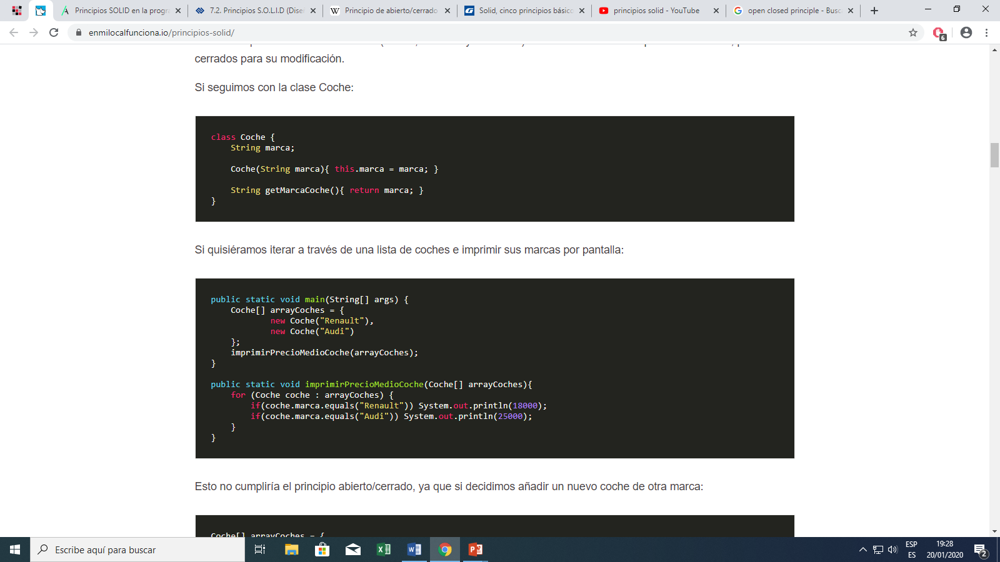 Principios SOLID en la progra
7.2. Principios S.O.L.I.D (Diseñ
Principio de abierto/cerrado
Solid, cinco principios básico
principios solid - YouTube
open closed principle - Busc
enmilocalfunciona.io/principios-solid/
6
cerrados para su modificación.
Si seguimos con la clase Coche:
class Coche {
    String marca;
    Coche(String marca){ this.marca = marca; }
    String getMarcaCoche(){ return marca; }
}
Si quisiéramos iterar a través de una lista de coches e imprimir sus marcas por pantalla:
public static void main(String[] args) {
    Coche[] arrayCoches = {
            new Coche("Renault"),
            new Coche("Audi")
    };
    imprimirPrecioMedioCoche(arrayCoches);
}
public static void imprimirPrecioMedioCoche(Coche[] arrayCoches){
    for (Coche coche : arrayCoches) {
        if(coche.marca.equals("Renault")) System.out.println(18000);
        if(coche.marca.equals("Audi")) System.out.println(25000);
    }
}
Esto no cumpliría el principio abierto/cerrado, ya que si decidimos añadir un nuevo coche de otra marca:
Coche[] arrayCoches = {
Escribe aquí para buscar
ESP
ES
19:28
20/01/2020
2